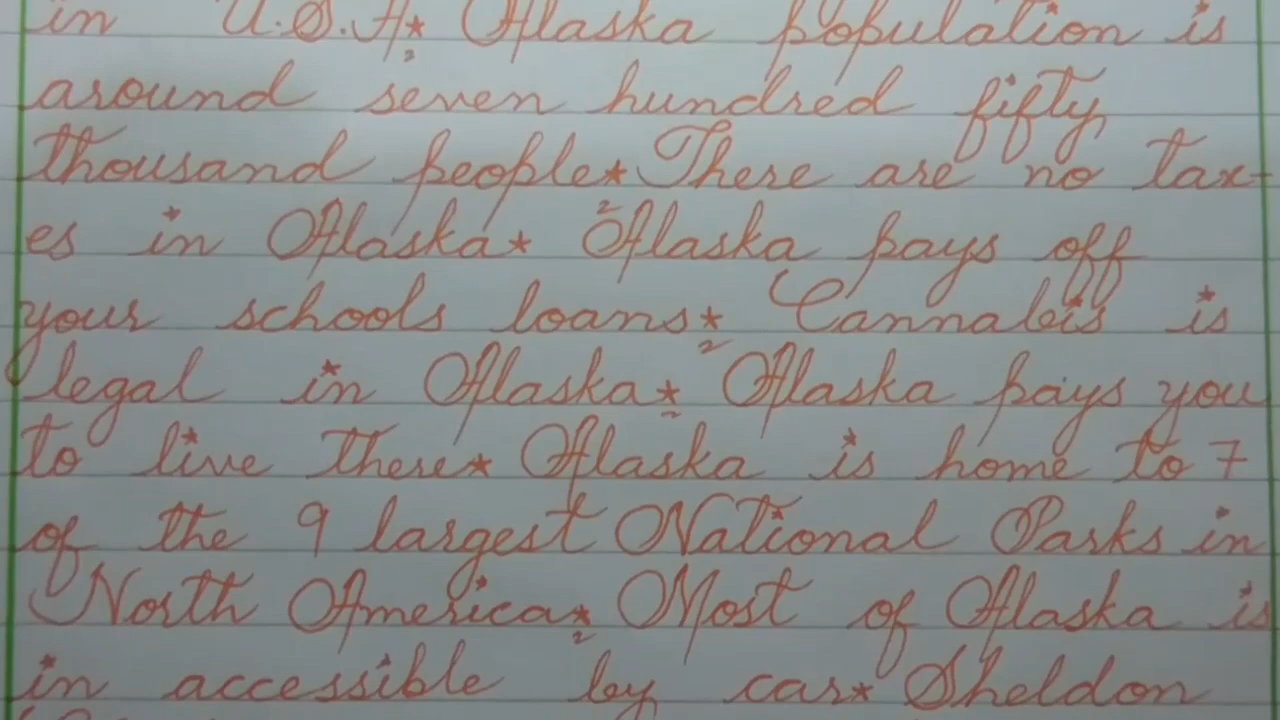 in U.S.A. Alaska population is
around seven hundred fifty
thousand people. There are no tax-
es in Alaska. Alaska pays off
your schools loans. Cannabis is
legal in Alaska. Alaska pays you
to live there. Alaska is home to 7
of the 9 largest National Parks in
North America. Most of Alaska is
in accessible by car. Sheldon